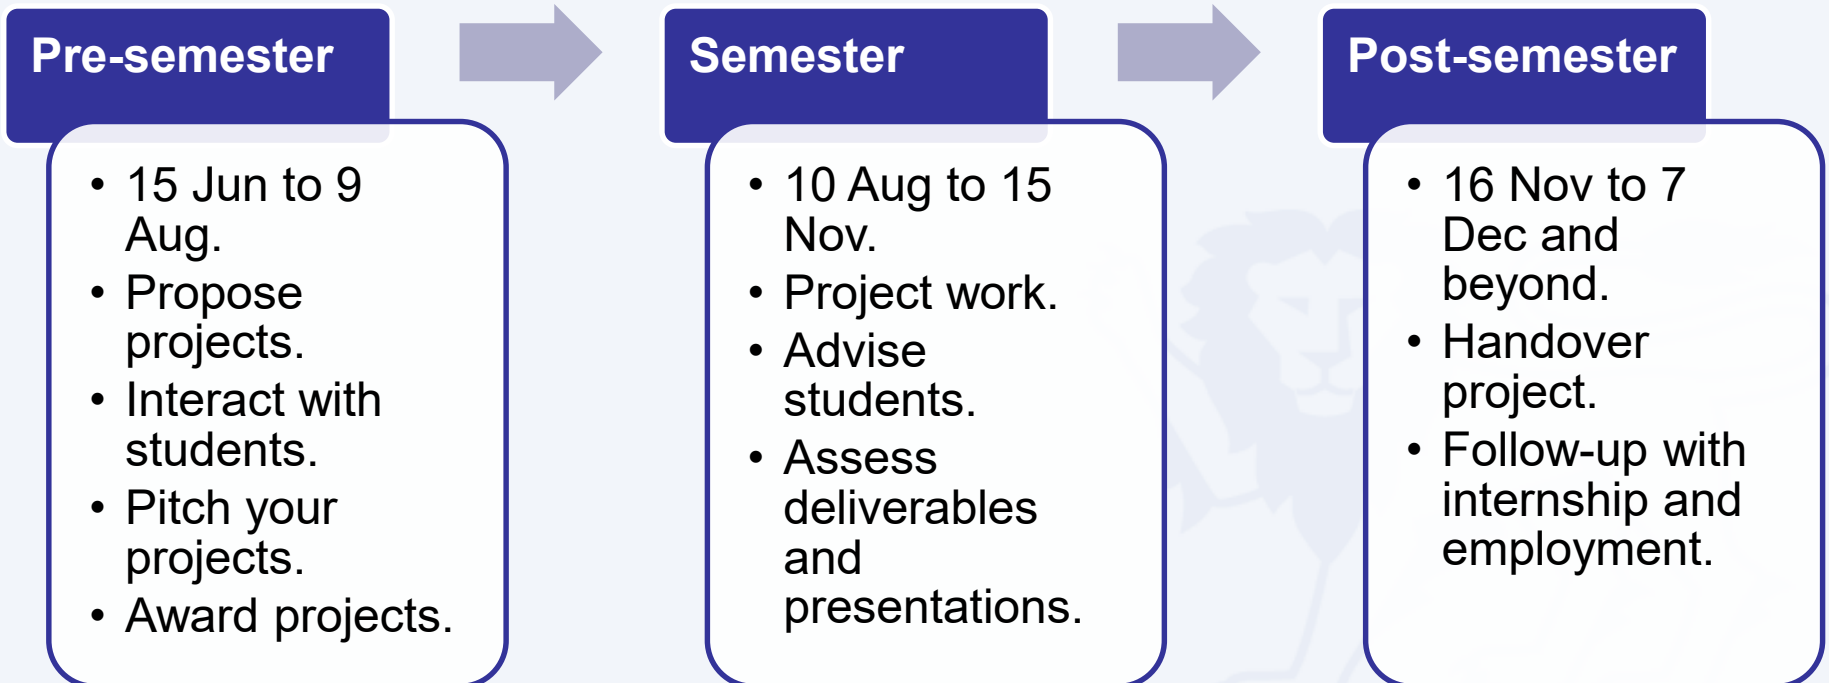 Pre-semester
• 15 Jun to 9
Aug.
• Propose
projects.
• Interact with
students.
• Pitch your
projects.
• Award projects.
Semester
• 10 Aug to 15
Nov.
• Project work.
• Advise
students.
• Assess
deliverables
and
presentations.
Post-semester
• 16 Nov to 7
Dec and
beyond.
• Handover
project.
• Follow-up with
internship and
employment.